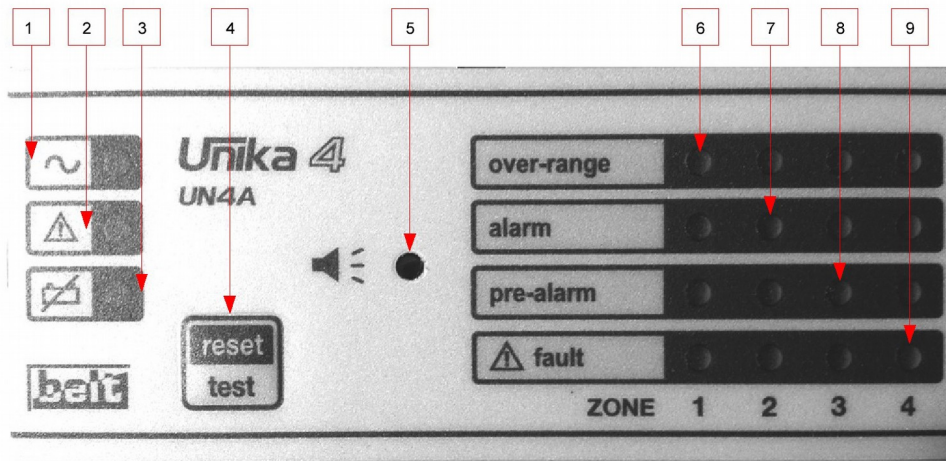 1 2 3 4 5 6 7 8 9
Unika 4
UN4A
over-range
alarm
pre-alarm
fault
reset
test
beit
ZONE 1 2 3 4